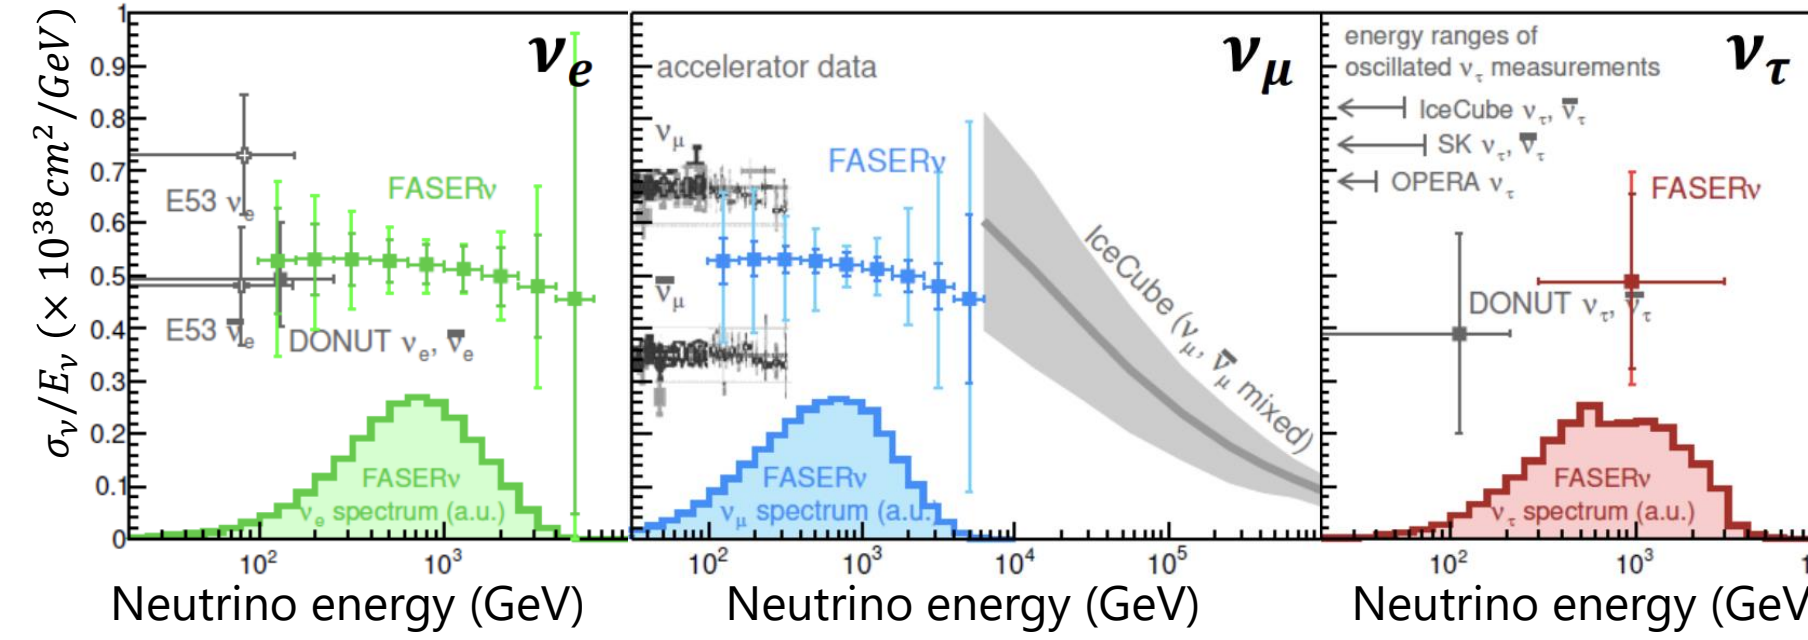 σν/Eν (× 10³⁸cm²/GeV)
1
0.9
0.8
0.7
0.6
0.5
0.4
0.3
0.2
0.1
0
νe
E53 νe
FASERν
E53 ν̅e
DONUT νe, ν̅e
FASERν
νe spectrum (a.u.)
10²
10³
Neutrino energy (GeV)
νμ
accelerator data
νμ
FASERν
ν̅μ
IceCube (νμ, ν̅μ mixed)
FASERν
νμ spectrum (a.u.)
10²
10³
10⁴
10⁵
Neutrino energy (GeV)
ντ
energy ranges of
oscillated ντ measurements
IceCube ντ, ν̅τ
SK ντ, ν̅τ
OPERA ντ
FASERν
DONUT ντ, ν̅τ
FASERν
ντ spectrum (a.u.)
10²
10³
1
Neutrino energy (GeV